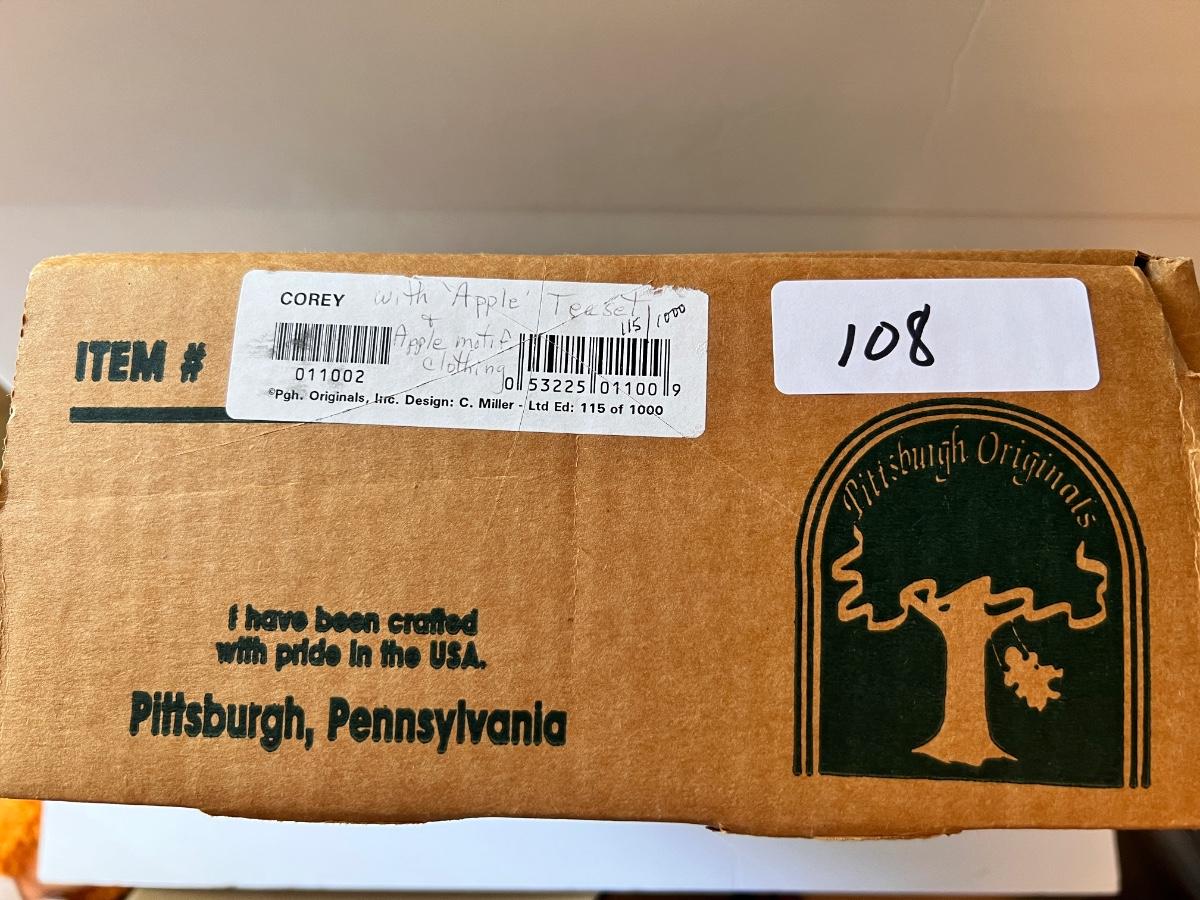 ITEM #
COREY with 'Apple' Teaset
+ 115/1000
Apple motif
clothing
011002
0 53225 01100 9
©Pgh. Originals, Inc. Design: C. Miller - Ltd Ed: 115 of 1000
108
Pittsburgh Originals
I have been crafted
with pride in the USA.
Pittsburgh, Pennsylvania